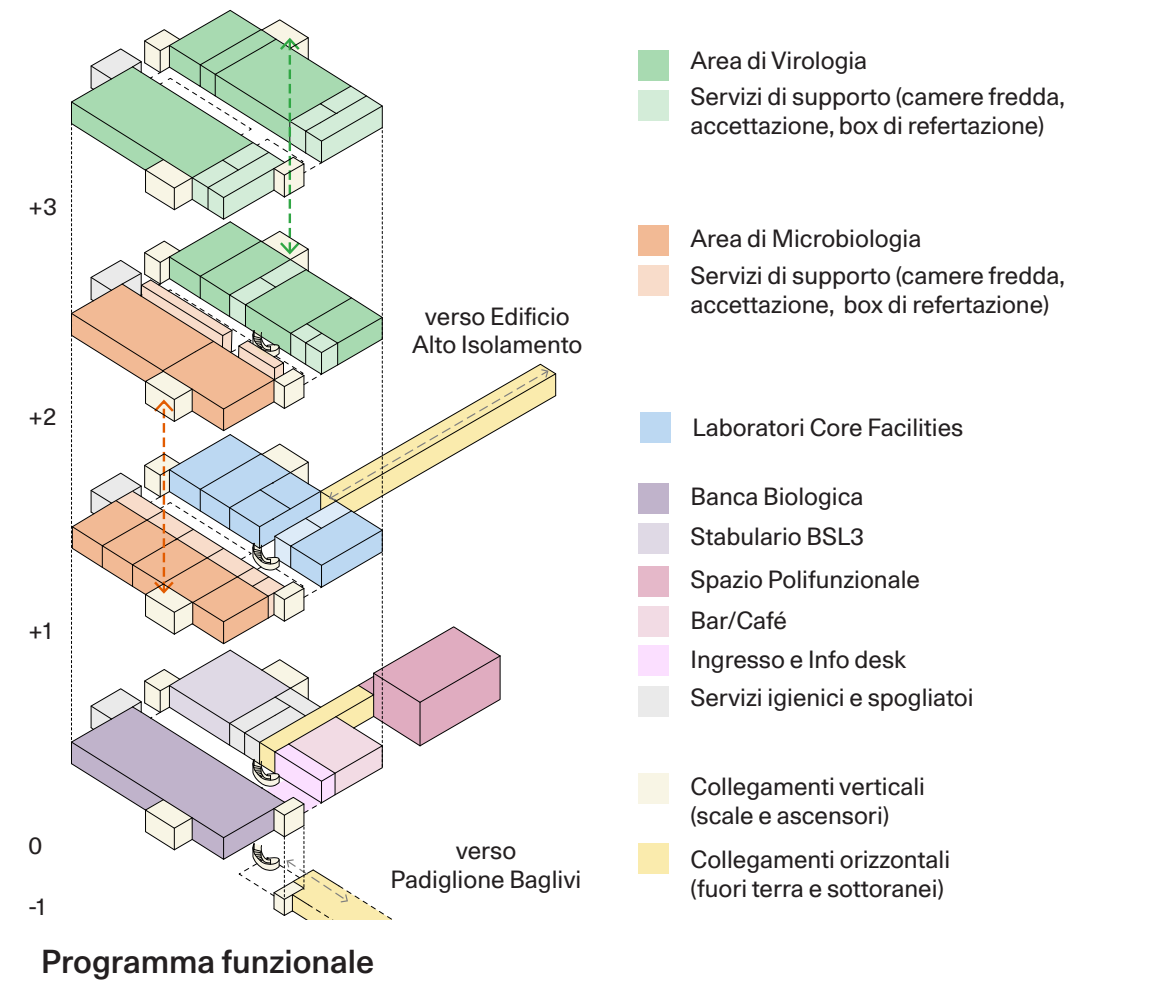 +3
+2
+1
0
-1
verso Edificio
Alto Isolamento
verso
Padiglione Baglivi
Area di Virologia
Servizi di supporto (camere fredda,
accettazione, box di refertazione)
Area di Microbiologia
Servizi di supporto (camere fredda,
accettazione, box di refertazione)
Laboratori Core Facilities
Banca Biologica
Stabulario BSL3
Spazio Polifunzionale
Bar/Café
Ingresso e Info desk
Servizi igienici e spogliatoi
Collegamenti verticali
(scale e ascensori)
Collegamenti orizzontali
(fuori terra e sottoranei)
Programma funzionale